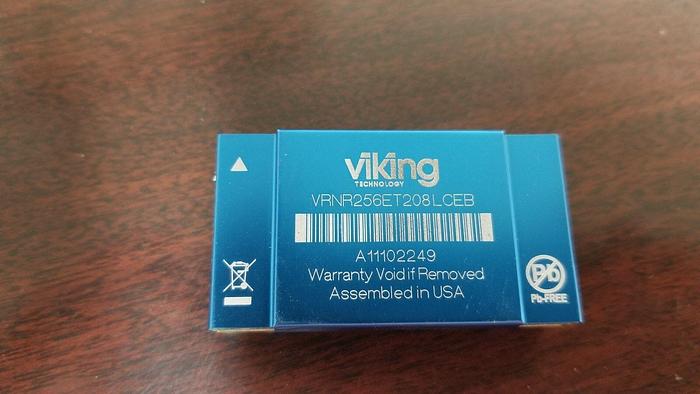 viking
TECHNOLOGY
VRNR256ET208LCEB
A11102249
Warranty Void if Removed
Assembled in USA
Pb
Pb-FREE